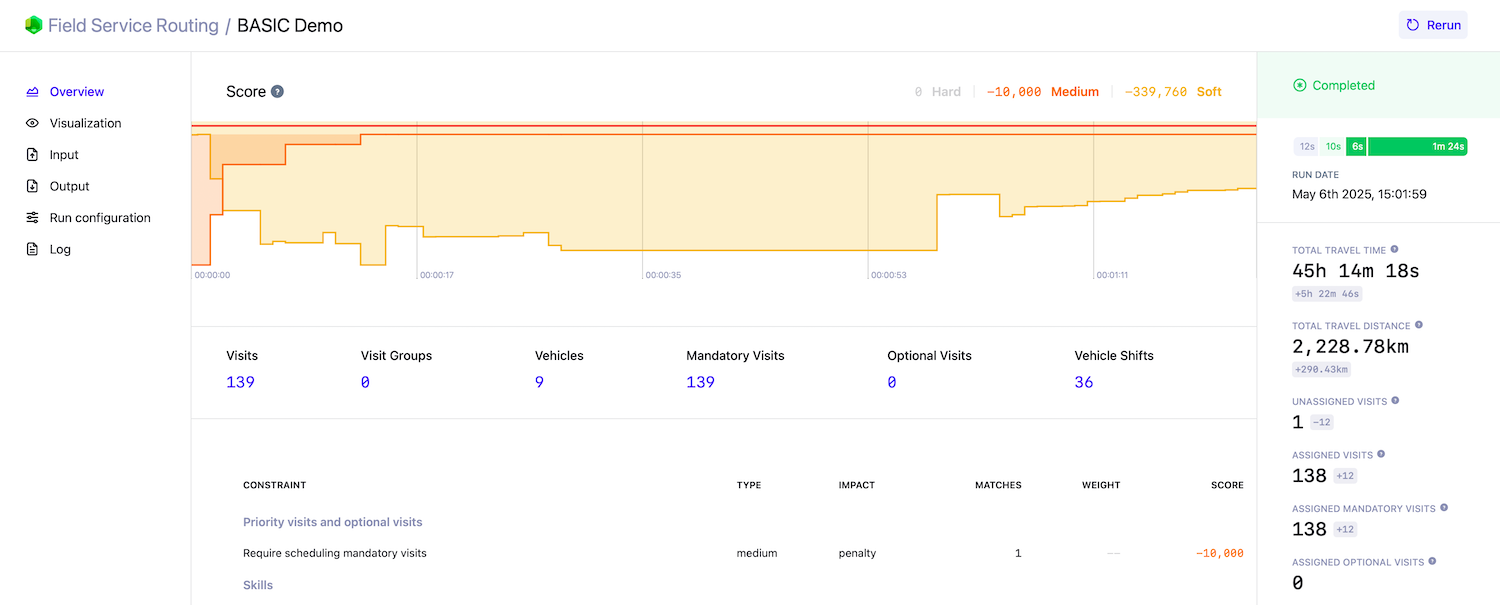 Field Service Routing / BASIC Demo
Rerun
Overview
Visualization
Input
Output
Run configuration
Log
Score ?
0 Hard | −10,000 Medium | −339,760 Soft
00:00:00 00:00:17 00:00:35 00:00:53 00:01:11
Visits Visit Groups Vehicles Mandatory Visits Optional Visits Vehicle Shifts
139 0 9 139 0 36
CONSTRAINT TYPE IMPACT MATCHES WEIGHT SCORE
Priority visits and optional visits
Require scheduling mandatory visits medium penalty 1 —— −10,000
Skills
Completed
12s 10s 6s 1m 24s
RUN DATE
May 6th 2025, 15:01:59
TOTAL TRAVEL TIME ?
45h 14m 18s
+5h 22m 46s
TOTAL TRAVEL DISTANCE ?
2,228.78km
+290.43km
UNASSIGNED VISITS ?
1 −12
ASSIGNED VISITS ?
138 +12
ASSIGNED MANDATORY VISITS ?
138 +12
ASSIGNED OPTIONAL VISITS ?
0